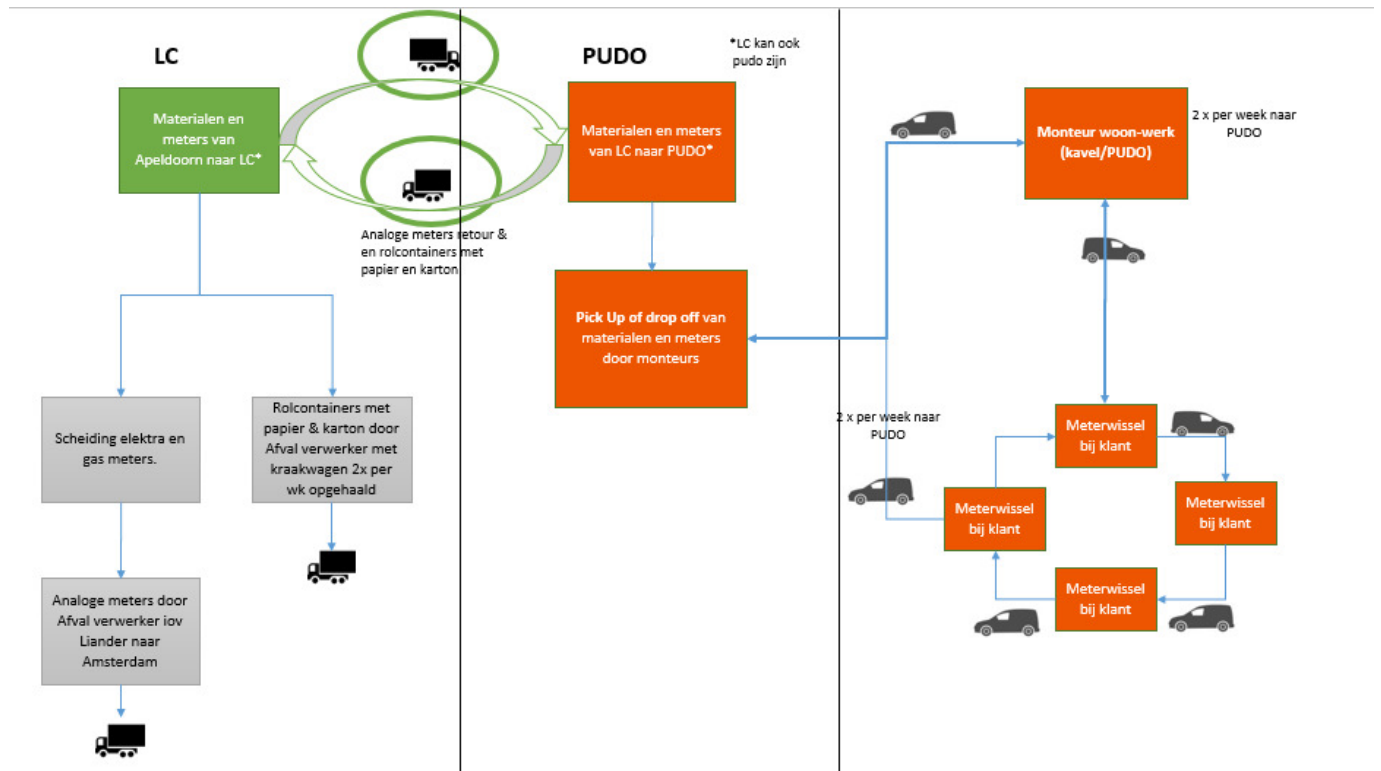 LC
Materialen en
meters van
Apeldoorn naar LC*
Analoge meters retour &
en rolcontainers met
papier en karton
Scheiding elektra en
gas meters.
Rolcontainers met
papier & karton door
Afval verwerker met
kraakwagen 2x per
wk opgehaald
Analoge meters door
Afval verwerker iov
Liander naar
Amsterdam
PUDO
*LC kan ook
pudo zijn
Materialen en meters
van LC naar PUDO*
Pick Up of drop off van
materialen en meters
door monteurs
Monteur woon-werk
(kavel/PUDO)
2 x per week naar
PUDO
2 x per week naar
PUDO
Meterwissel
bij klant
Meterwissel
bij klant
Meterwissel
bij klant
Meterwissel
bij klant